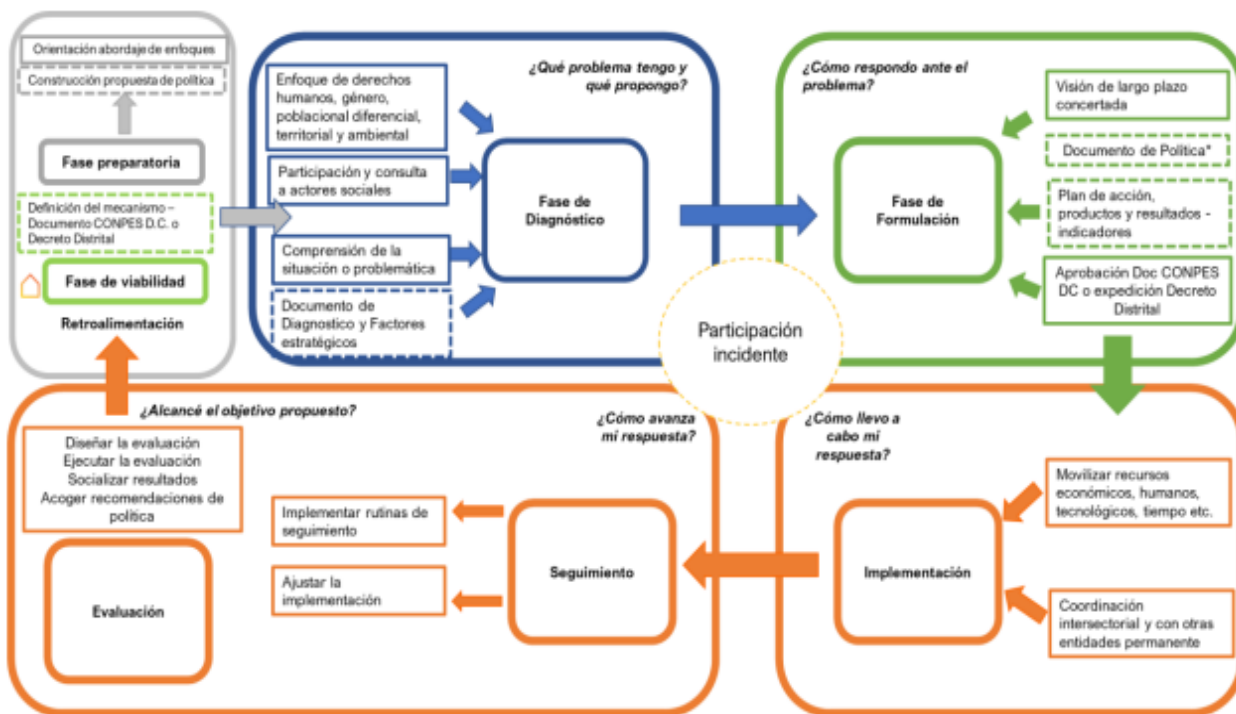 Orientación abordaje de enfoques
Construcción propuesta de política
Fase preparatoria
Definición del mecanismo –
Documento CONPES D.C. o
Decreto Distrital
Fase de viabilidad
Retroalimentación
¿Qué problema tengo y
qué propongo?
Enfoque de derechos
humanos, género,
poblacional diferencial,
territorial y ambiental
Participación y consulta
a actores sociales
Comprensión de la
situación o problemática
Documento de
Diagnostico y Factores
estratégicos
Fase de
Diagnóstico
¿Cómo respondo ante el
problema?
Fase de
Formulación
Visión de largo plazo
concertada
Documento de Política*
Plan de acción,
productos y resultados -
indicadores
Aprobación Doc CONPES
DC o expedición Decreto
Distrital
Participación
incidente
¿Alcancé el objetivo propuesto?
Diseñar la evaluación
Ejecutar la evaluación
Socializar resultados
Acoger recomendaciones de
política
Evaluación
¿Cómo avanza
mi respuesta?
Implementar rutinas de
seguimiento
Ajustar la
implementación
Seguimiento
¿Cómo llevo a
cabo mi
respuesta?
Implementación
Movilizar recursos
económicos, humanos,
tecnológicos, tiempo etc.
Coordinación
intersectorial y con otras
entidades permanente